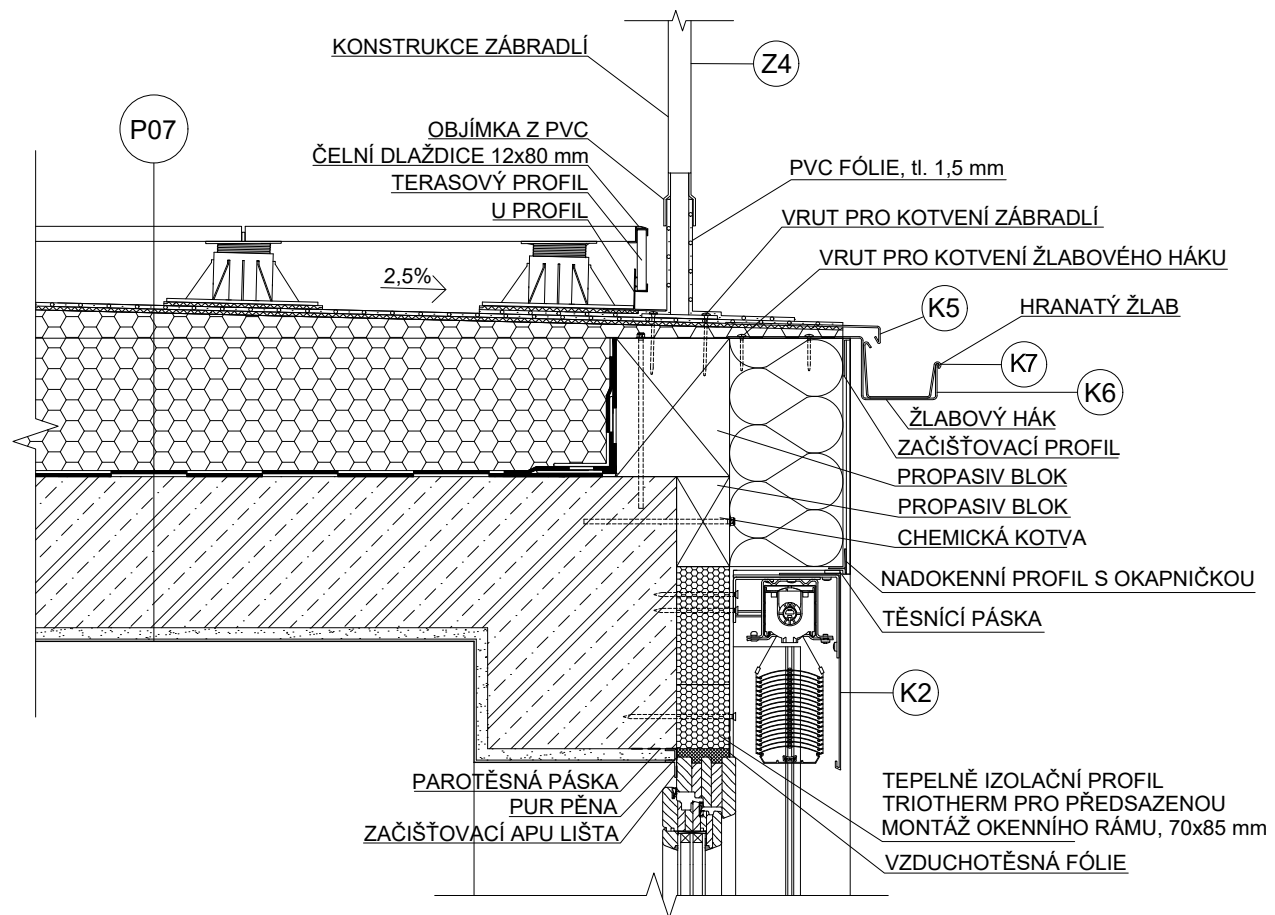 KONSTRUKCE ZÁBRADLÍ
Z4
P07
OBJÍMKA Z PVC
ČELNÍ DLAŽDICE 12x80 mm
TERASOVÝ PROFIL
U PROFIL
PVC FÓLIE, tl. 1,5 mm
VRUT PRO KOTVENÍ ZÁBRADLÍ
VRUT PRO KOTVENÍ ŽLABOVÉHO HÁKU
2,5%
K5
HRANATÝ ŽLAB
K7
K6
ŽLABOVÝ HÁK
ZAČIŠŤOVACÍ PROFIL
PROPASIV BLOK
PROPASIV BLOK
CHEMICKÁ KOTVA
NADOKENNÍ PROFIL S OKAPNIČKOU
TĚSNÍCÍ PÁSKA
K2
PAROTĚSNÁ PÁSKA
PUR PĚNA
ZAČIŠŤOVACÍ APU LIŠTA
TEPELNĚ IZOLAČNÍ PROFIL
TRIOTHERM PRO PŘEDSAZENOU
MONTÁŽ OKENNÍHO RÁMU, 70x85 mm
VZDUCHOTĚSNÁ FÓLIE